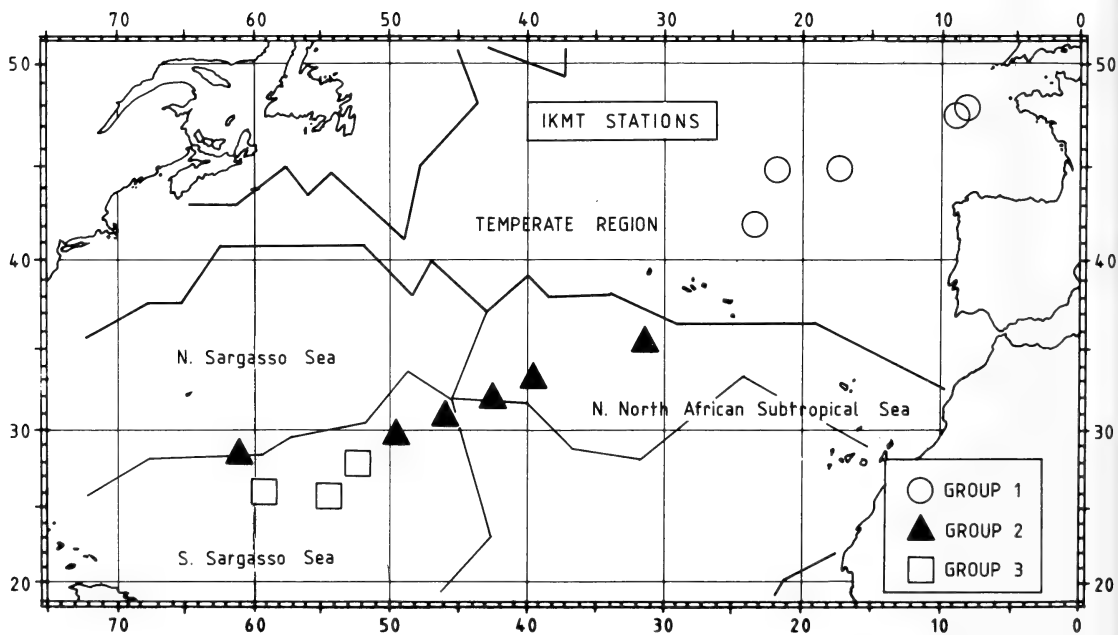 70 60 50 40 30 20 10 0
50 50
IKMT STATIONS
TEMPERATE REGION
40 40
N. Sargasso Sea
N. North African Subtropical Sea
30 30
GROUP 1
GROUP 2
S. Sargasso Sea
GROUP 3
20 20
70 60 50 40 30 20 10 0